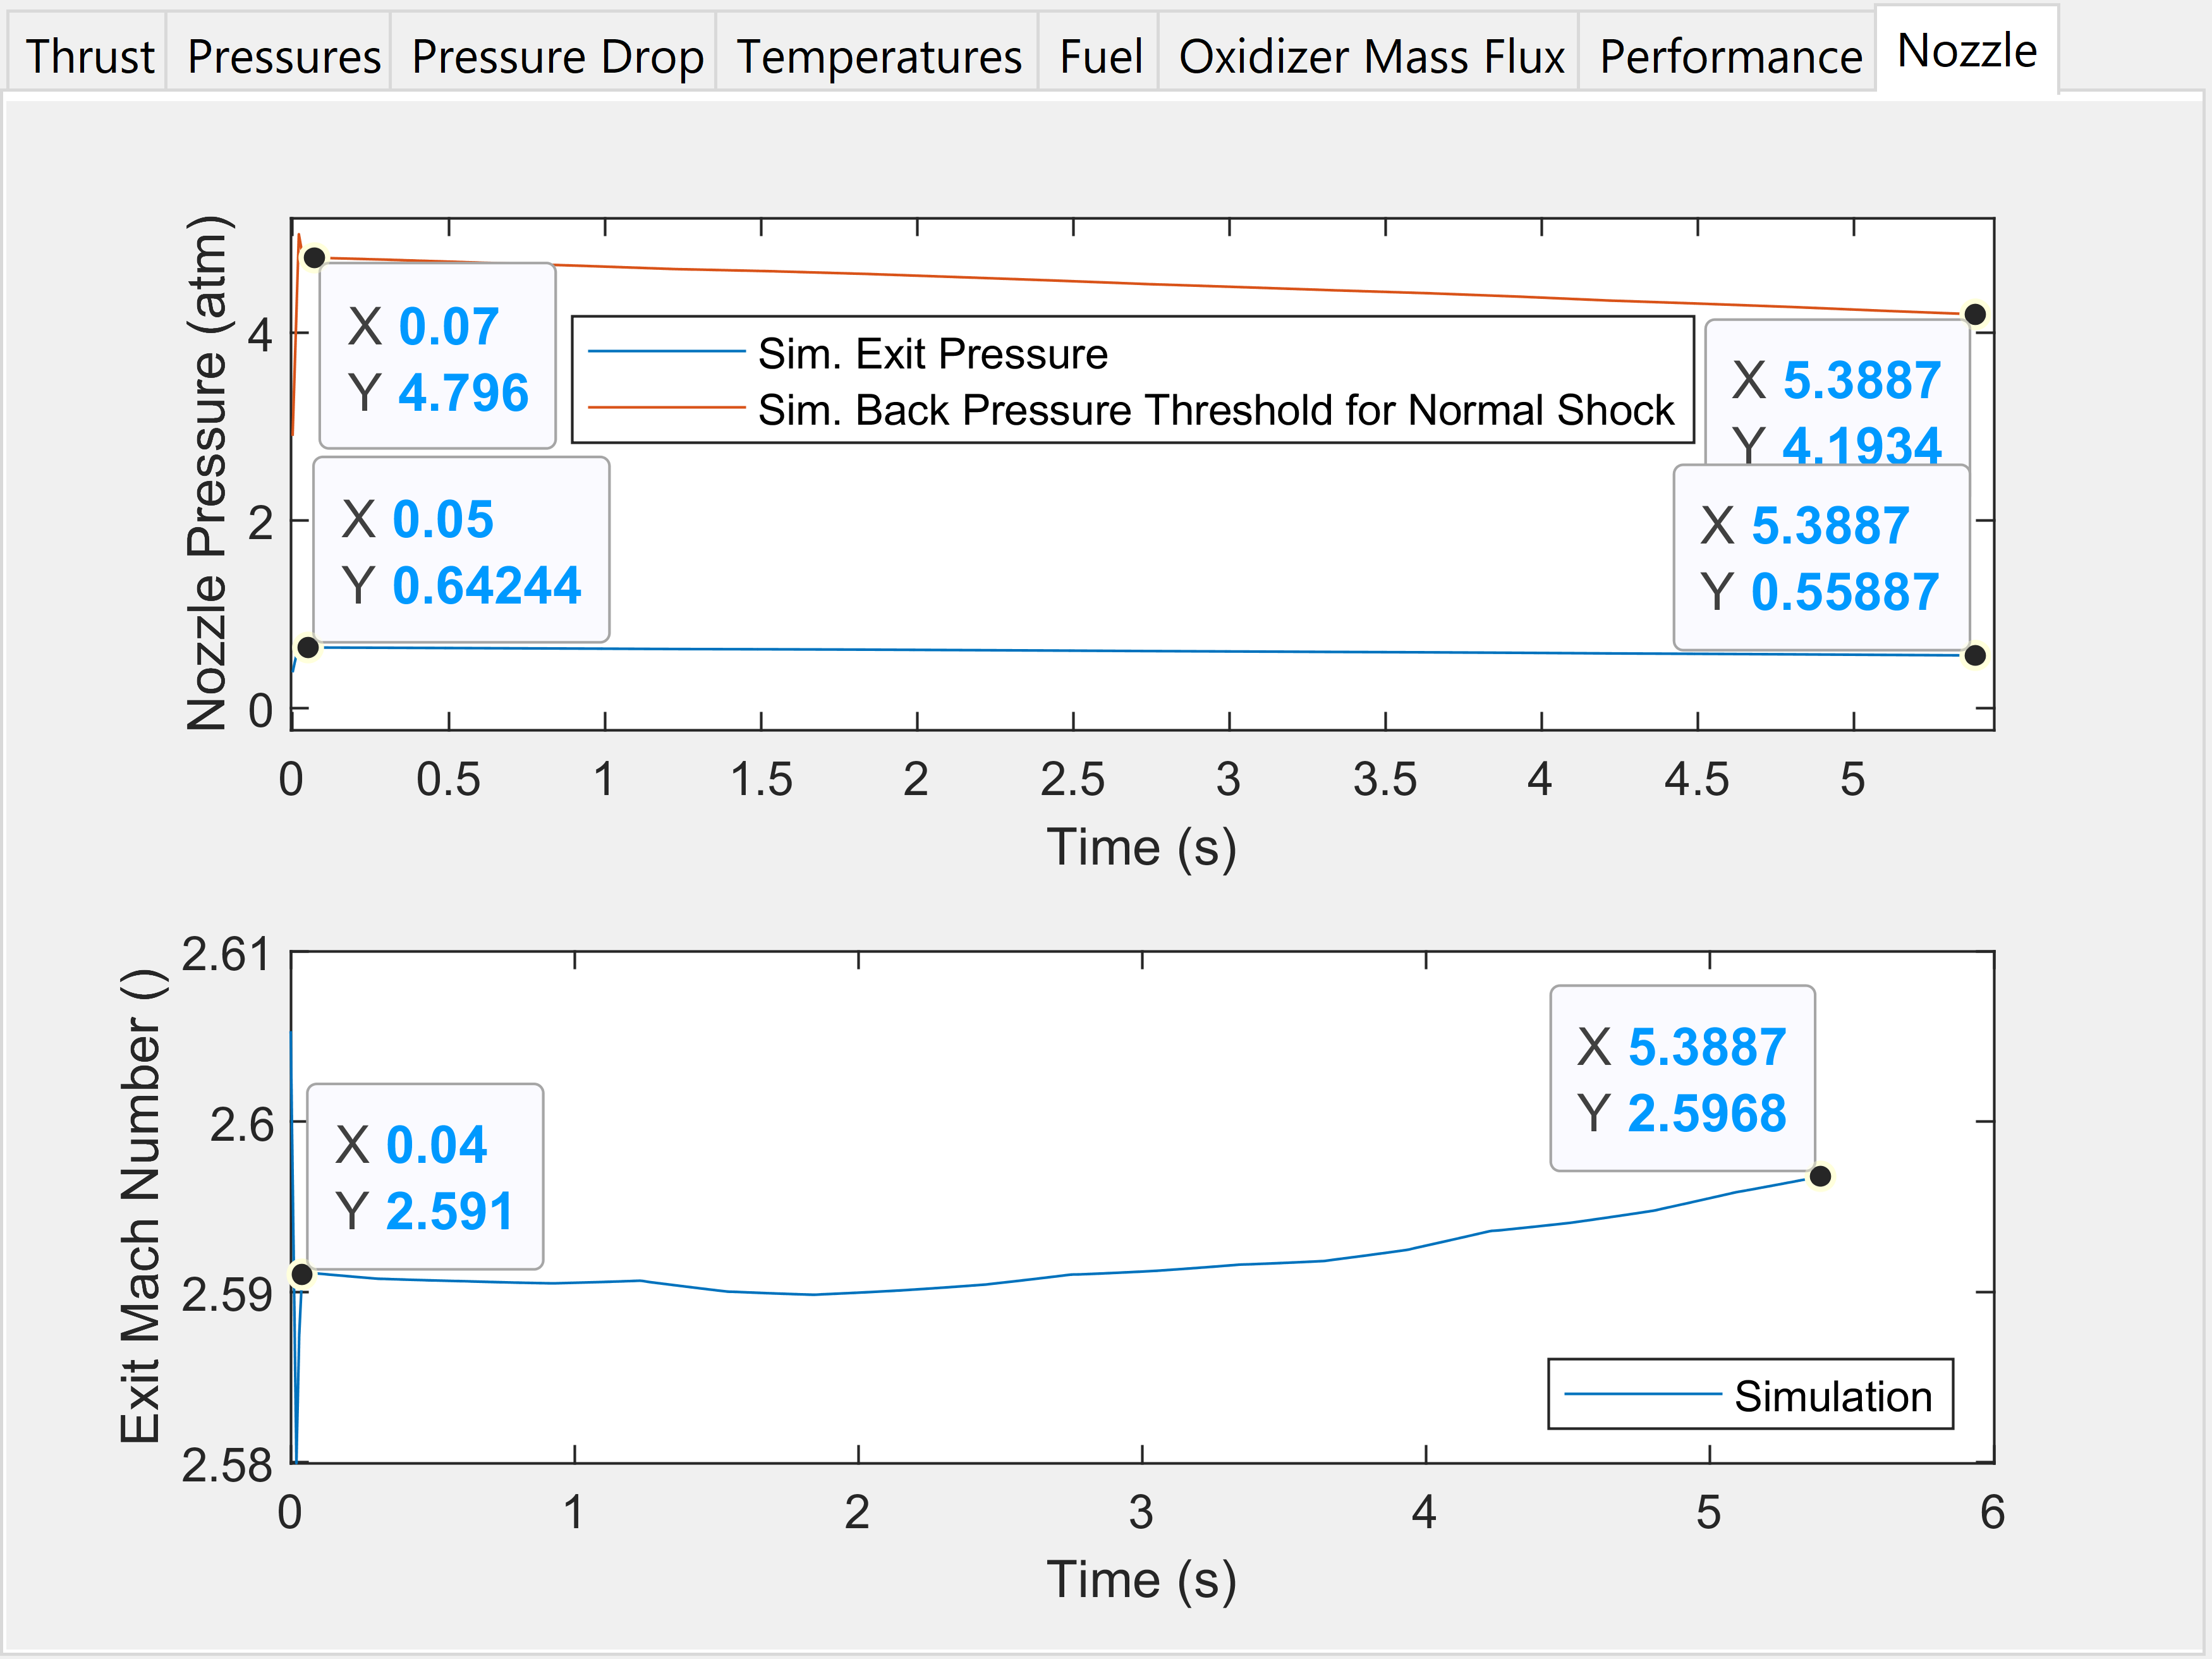 Thrust Pressures Pressure Drop Temperatures Fuel Oxidizer Mass Flux Performance Nozzle
Nozzle Pressure (atm)
4
2
0
X 0.07
Y 4.796
Sim. Exit Pressure
Sim. Back Pressure Threshold for Normal Shock
X 5.3887
Y 4.1934
X 0.05
Y 0.64244
X 5.3887
Y 0.55887
0 0.5 1 1.5 2 2.5 3 3.5 4 4.5 5
Time (s)
Exit Mach Number ()
2.61
2.6
2.59
2.58
X 5.3887
Y 2.5968
X 0.04
Y 2.591
Simulation
0 1 2 3 4 5 6
Time (s)